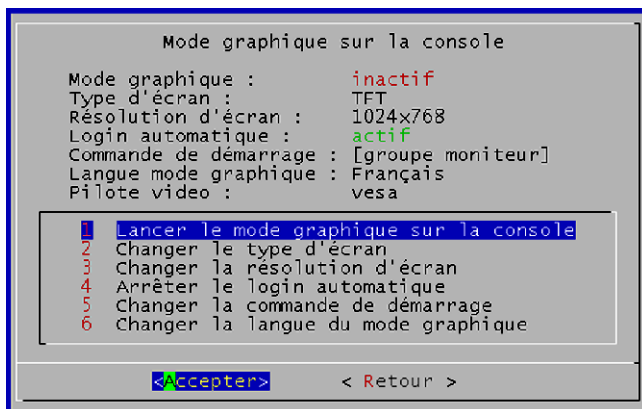 Mode graphique sur la console
Mode graphique : inactif
Type d'écran : TFT
Résolution d'écran : 1024x768
Login automatique : actif
Commande de démarrage : [groupe moniteur]
Langue mode graphique : Français
Pilote video : vesa
1 Lancer le mode graphique sur la console
2 Changer le type d'écran
3 Changer la résolution d'écran
4 Arrêter le login automatique
5 Changer la commande de démarrage
6 Changer la langue du mode graphique
<Accepter> < Retour >